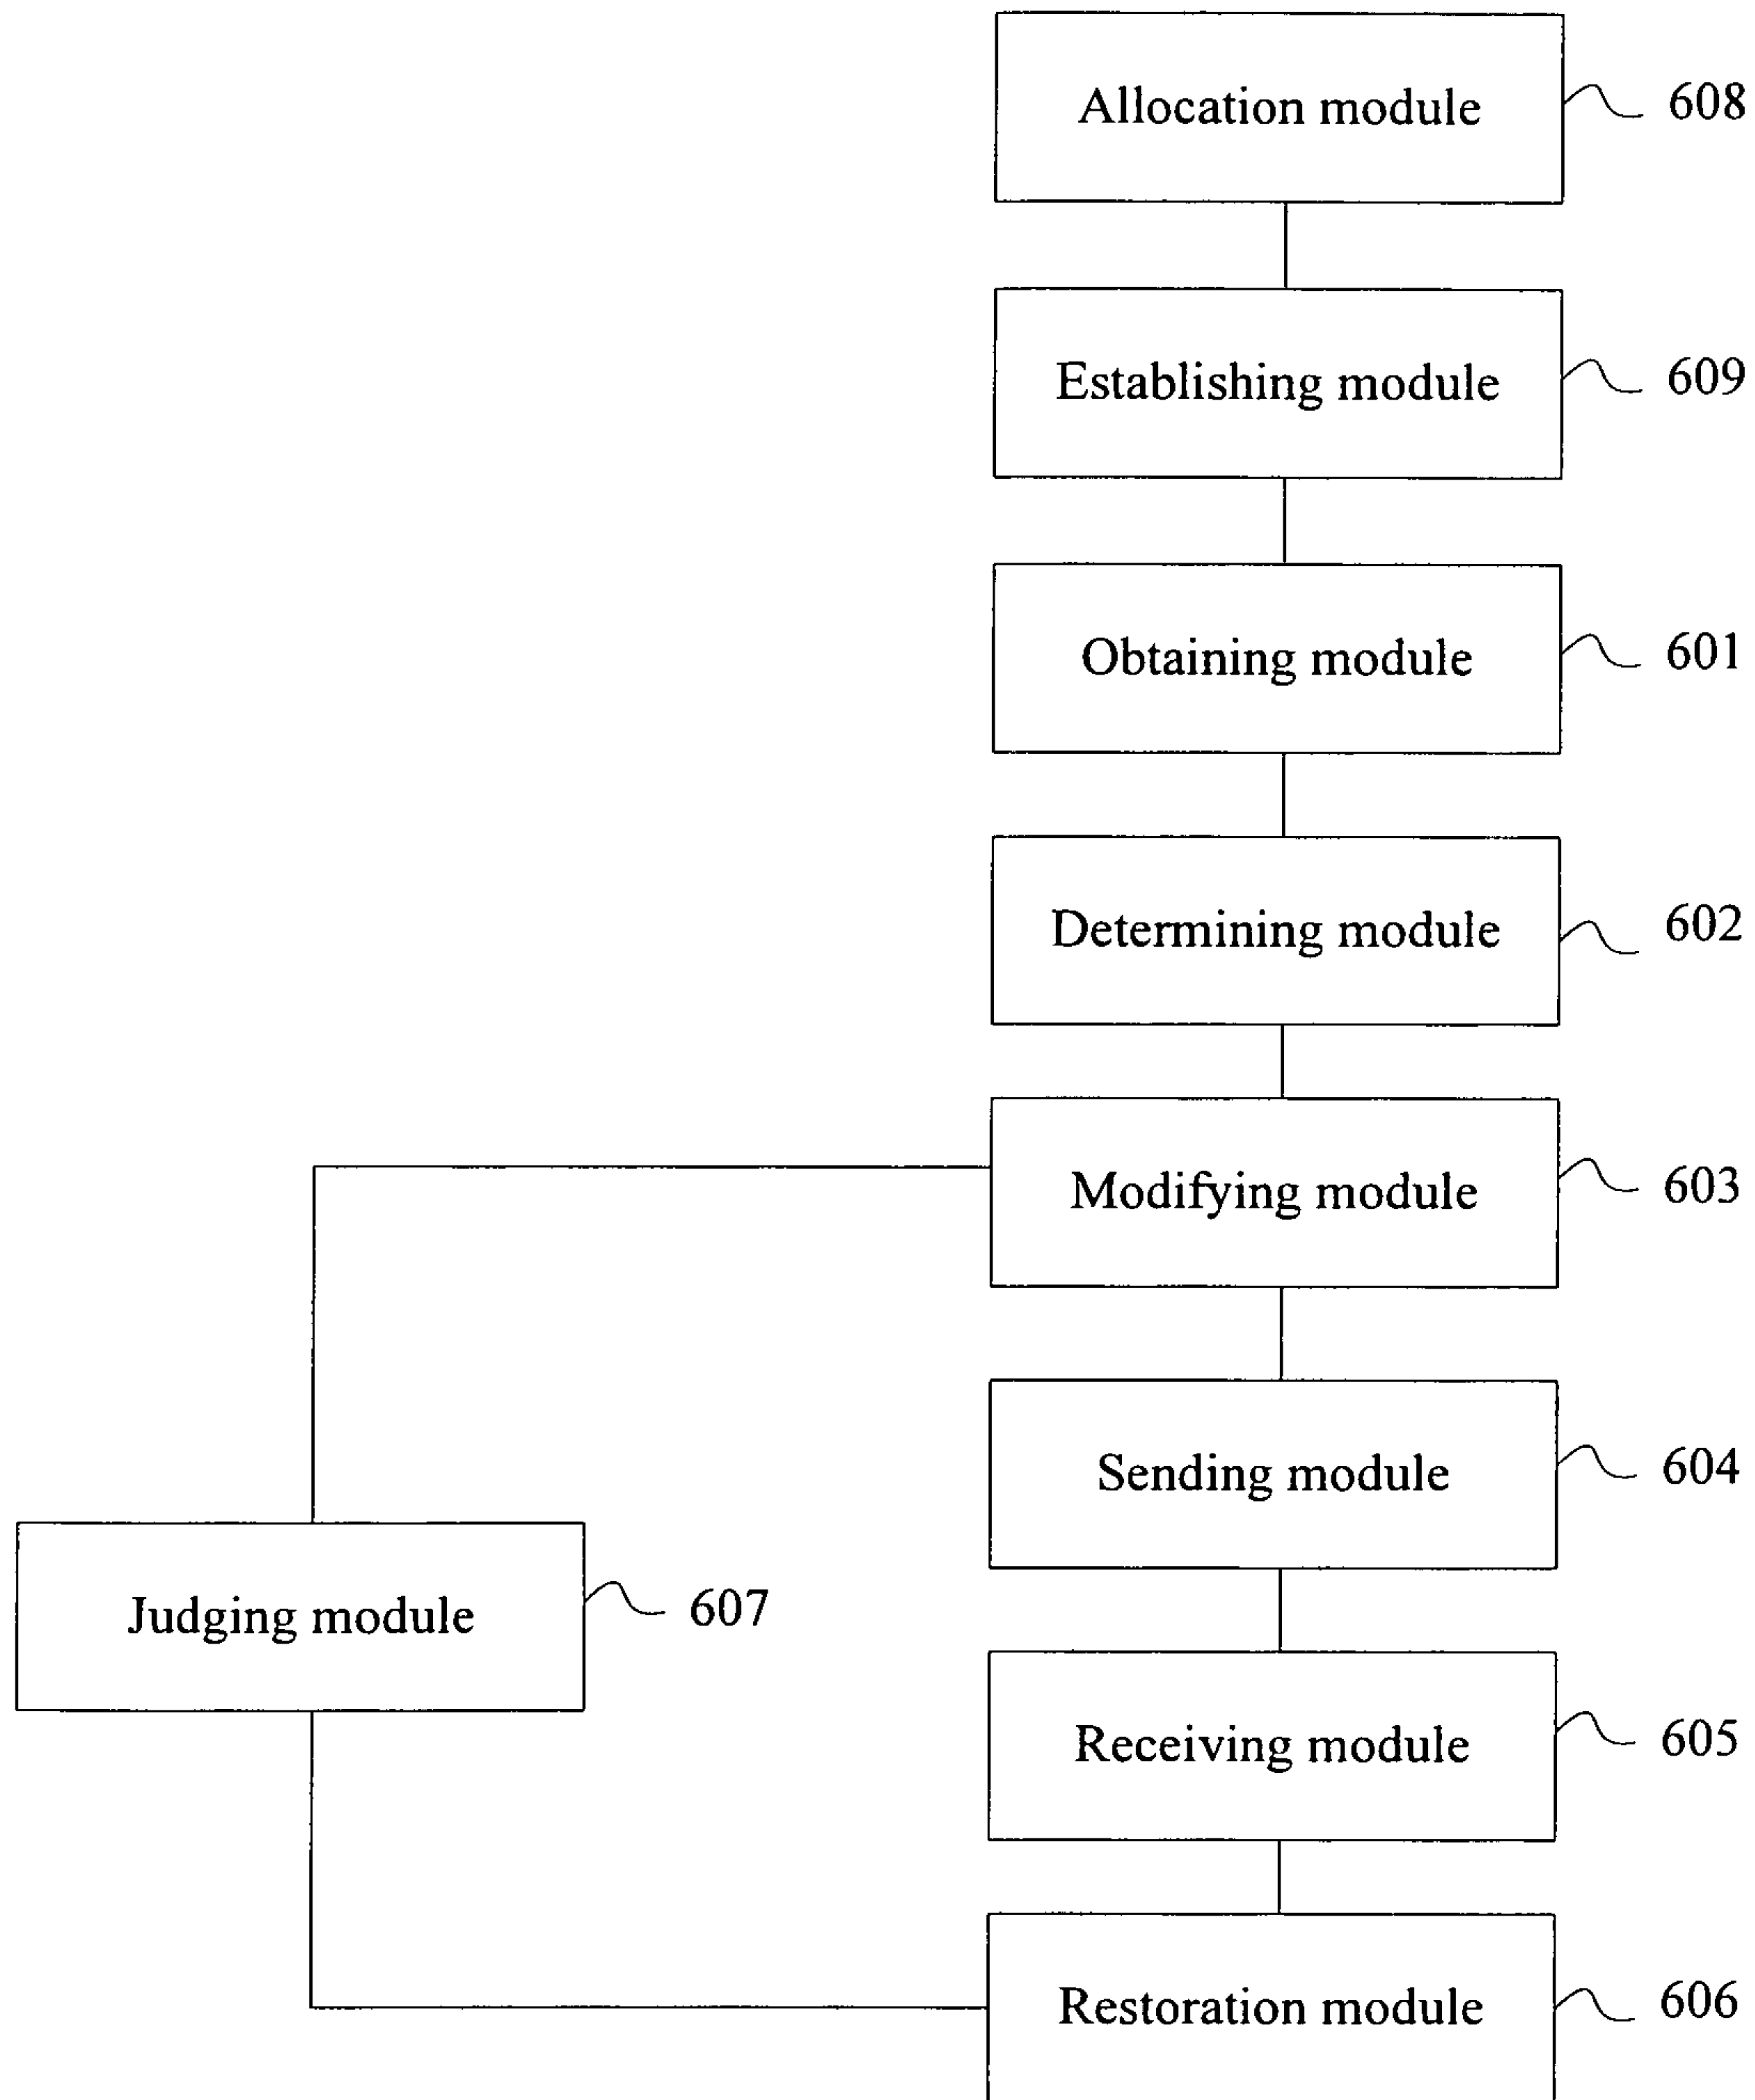 Allocation module 608
Establishing module 609
Obtaining module 601
Determining module 602
Modifying module 603
Sending module 604
Judging module 607
Receiving module 605
Restoration module 606